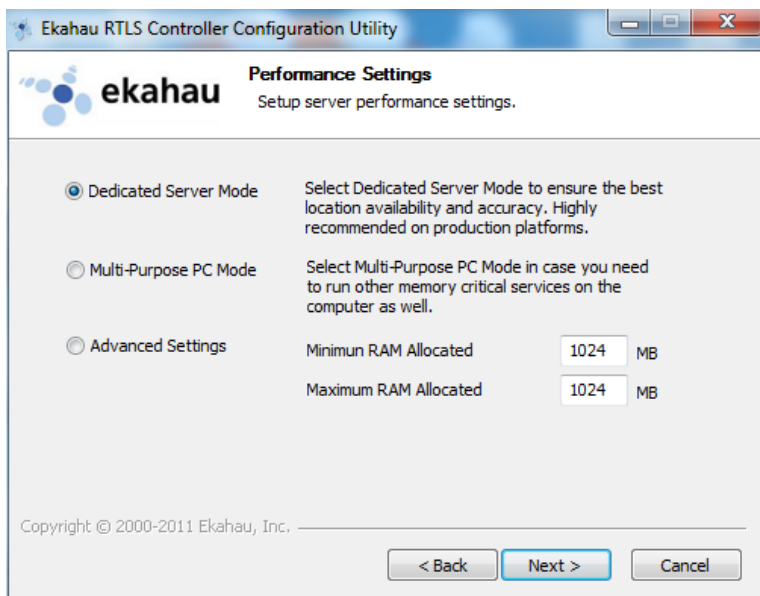 Ekahau RTLS Controller Configuration Utility
ekahau
Performance Settings
Setup server performance settings.
Dedicated Server Mode
Select Dedicated Server Mode to ensure the best
location availability and accuracy. Highly
recommended on production platforms.
Multi-Purpose PC Mode
Select Multi-Purpose PC Mode in case you need
to run other memory critical services on the
computer as well.
Advanced Settings
Minimun RAM Allocated 1024 MB
Maximum RAM Allocated 1024 MB
Copyright © 2000-2011 Ekahau, Inc.
< Back Next > Cancel